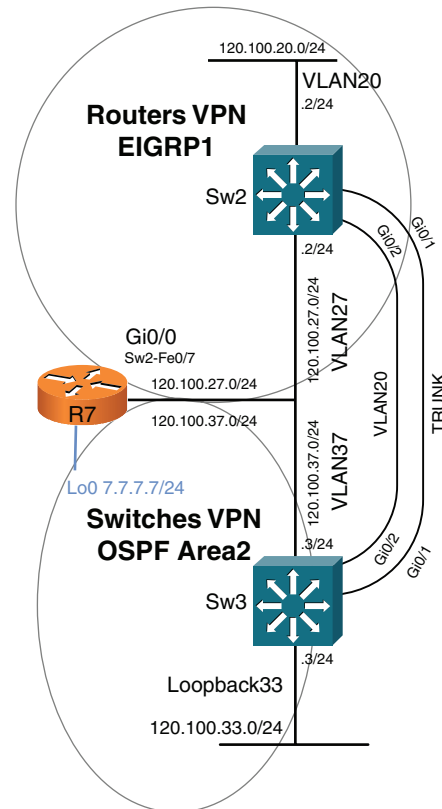 120.100.20.0/24
VLAN20
.2/24
Routers VPN
EIGRP1
Sw2
Gi0/1
Gi0/2
.2/24
120.100.27.0/24
VLAN27
Gi0/0
Sw2-Fe0/7
120.100.27.0/24
R7
120.100.37.0/24
VLAN20
TRUNK
Lo0 7.7.7.7/24
120.100.37.0/24
VLAN37
Switches VPN
OSPF Area2
.3/24
Gi0/2
Gi0/1
Sw3
.3/24
Loopback33
120.100.33.0/24